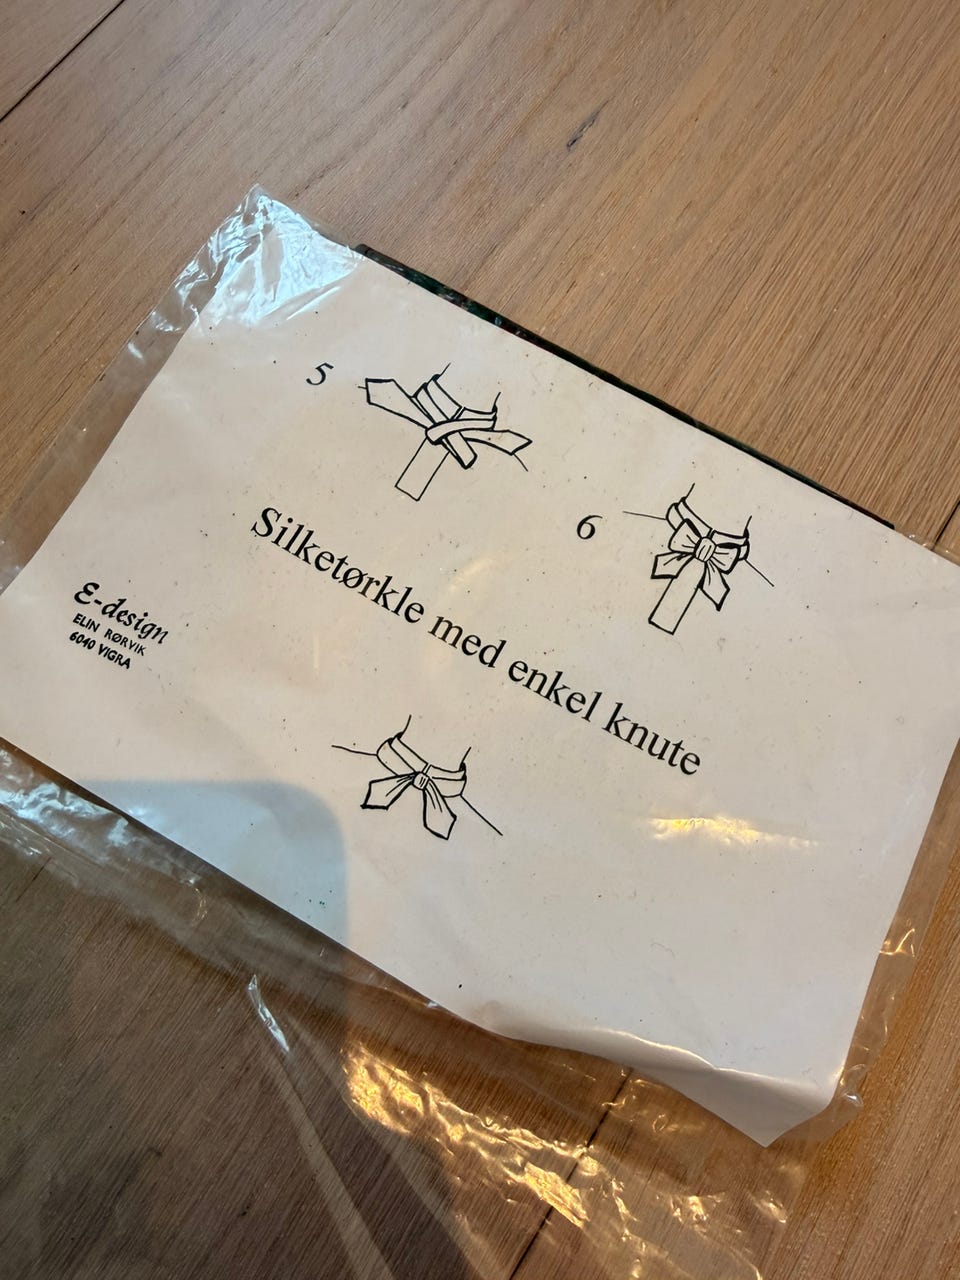 5
6
Silketørkle med enkel knute
E-design
ELIN RØRVIK
6040 VIGRA